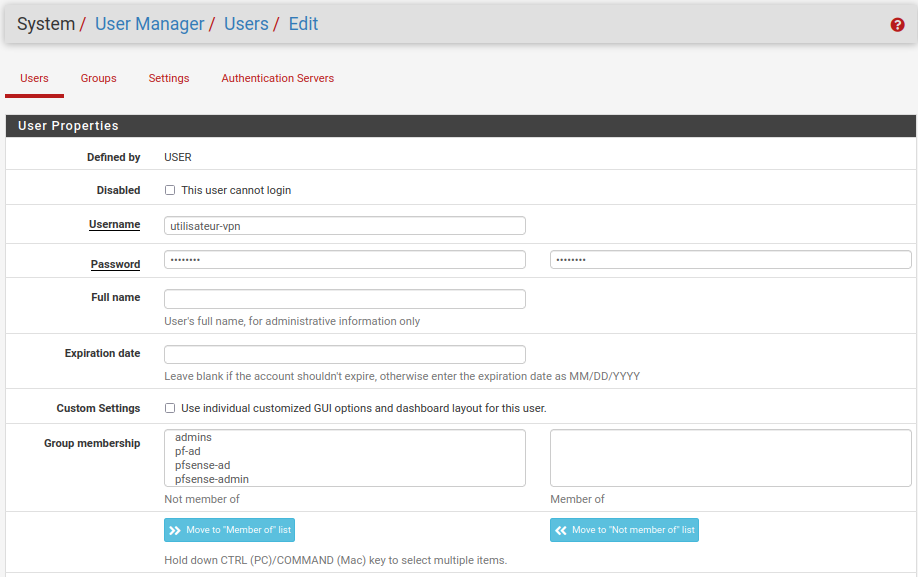 System / User Manager / Users / Edit
Users Groups Settings Authentication Servers
User Properties
Defined by USER
Disabled This user cannot login
Username utilisateur-vpn
Password •••••••• ••••••••
Full name
User's full name, for administrative information only
Expiration date
Leave blank if the account shouldn't expire, otherwise enter the expiration date as MM/DD/YYYY
Custom Settings Use individual customized GUI options and dashboard layout for this user.
Group membership admins
pf-ad
pfsense-ad
pfsense-admin
Not member of Member of
Move to "Member of" list Move to "Not member of" list
Hold down CTRL (PC)/COMMAND (Mac) key to select multiple items.